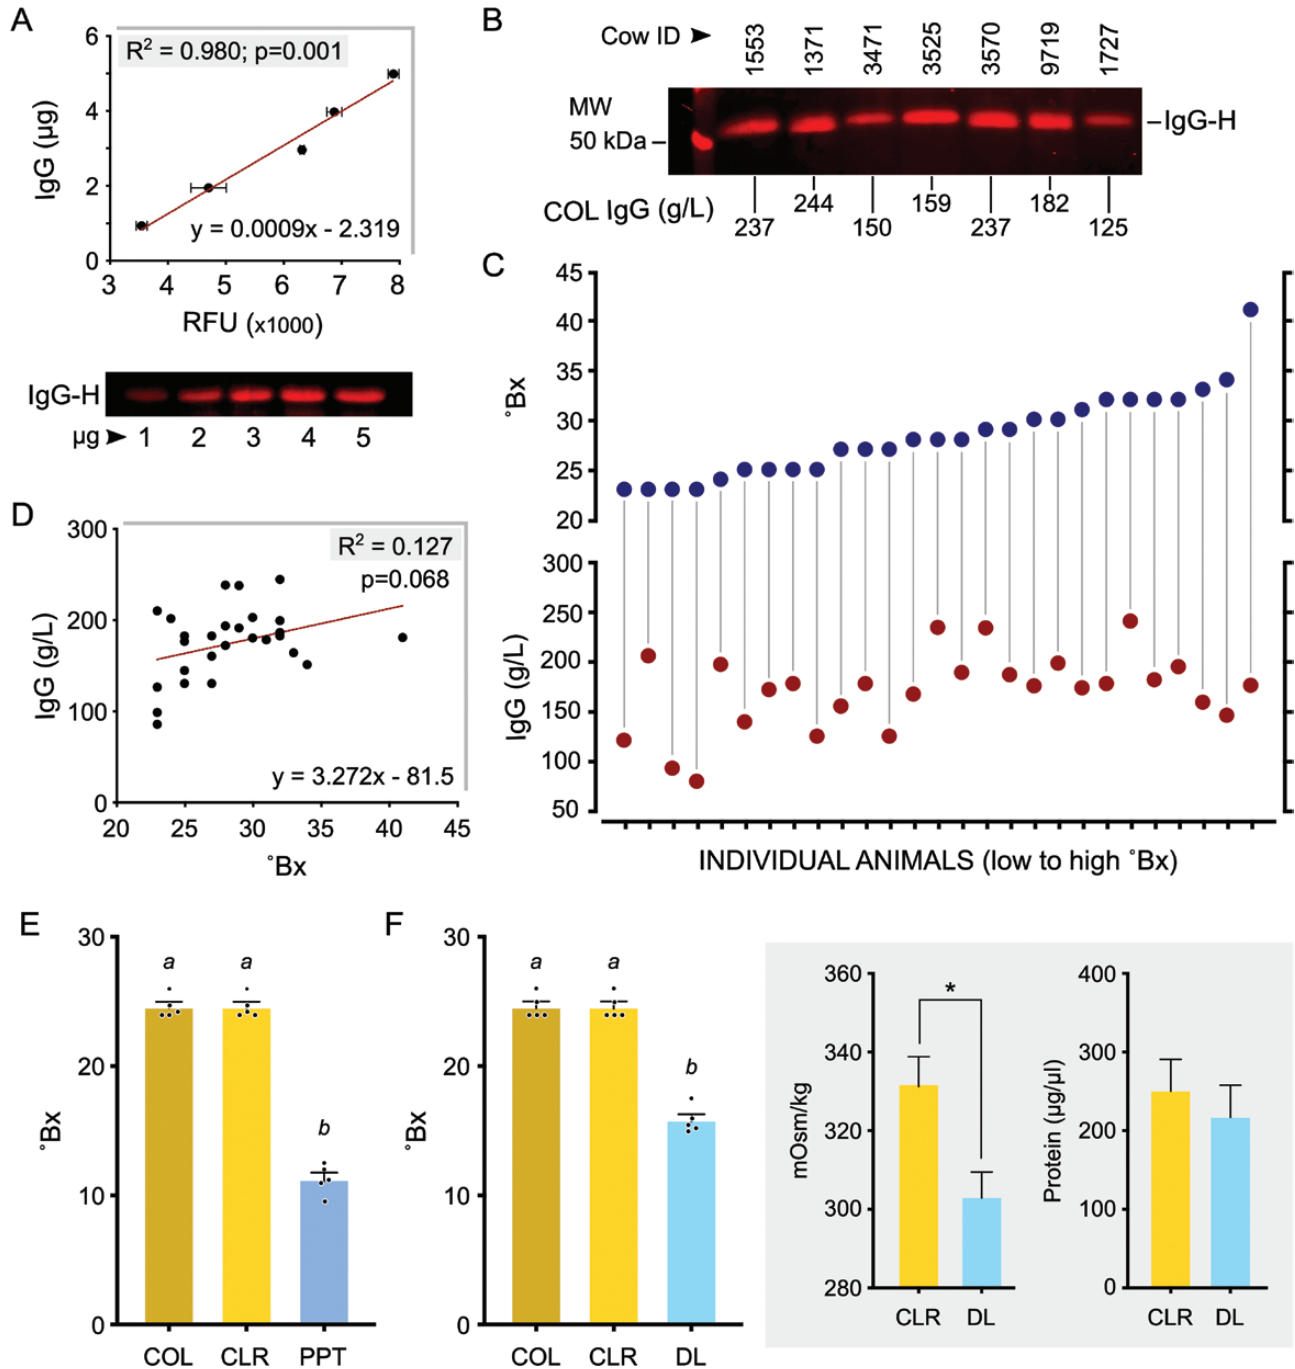 A
6
4
2
0
IgG (µg)
R2 = 0.980; p=0.001
y = 0.0009x - 2.319
3 4 5 6 7 8
RFU (x1000)
IgG-H
µg ➤ 1 2 3 4 5
B
Cow ID ➤ 1553 1371 3471 3525 3570 9719 1727
MW
50 kDa
IgG-H
COL IgG (g/L)
237 244 150 159 237 182 125
C
45
40
35
30
25
20
˚Bx
300
250
200
150
100
50
IgG (g/L)
INDIVIDUAL ANIMALS (low to high ˚Bx)
D
300
200
100
0
IgG (g/L)
R2 = 0.127
p=0.068
y = 3.272x - 81.5
20 25 30 35 40 45
˚Bx
E
30
20
10
0
˚Bx
a a b
COL CLR PPT
F
30
20
10
0
˚Bx
a a b
COL CLR DL
360
340
320
300
280
mOsm/kg
*
CLR DL
400
300
200
100
0
Protein (µg/µl)
CLR DL